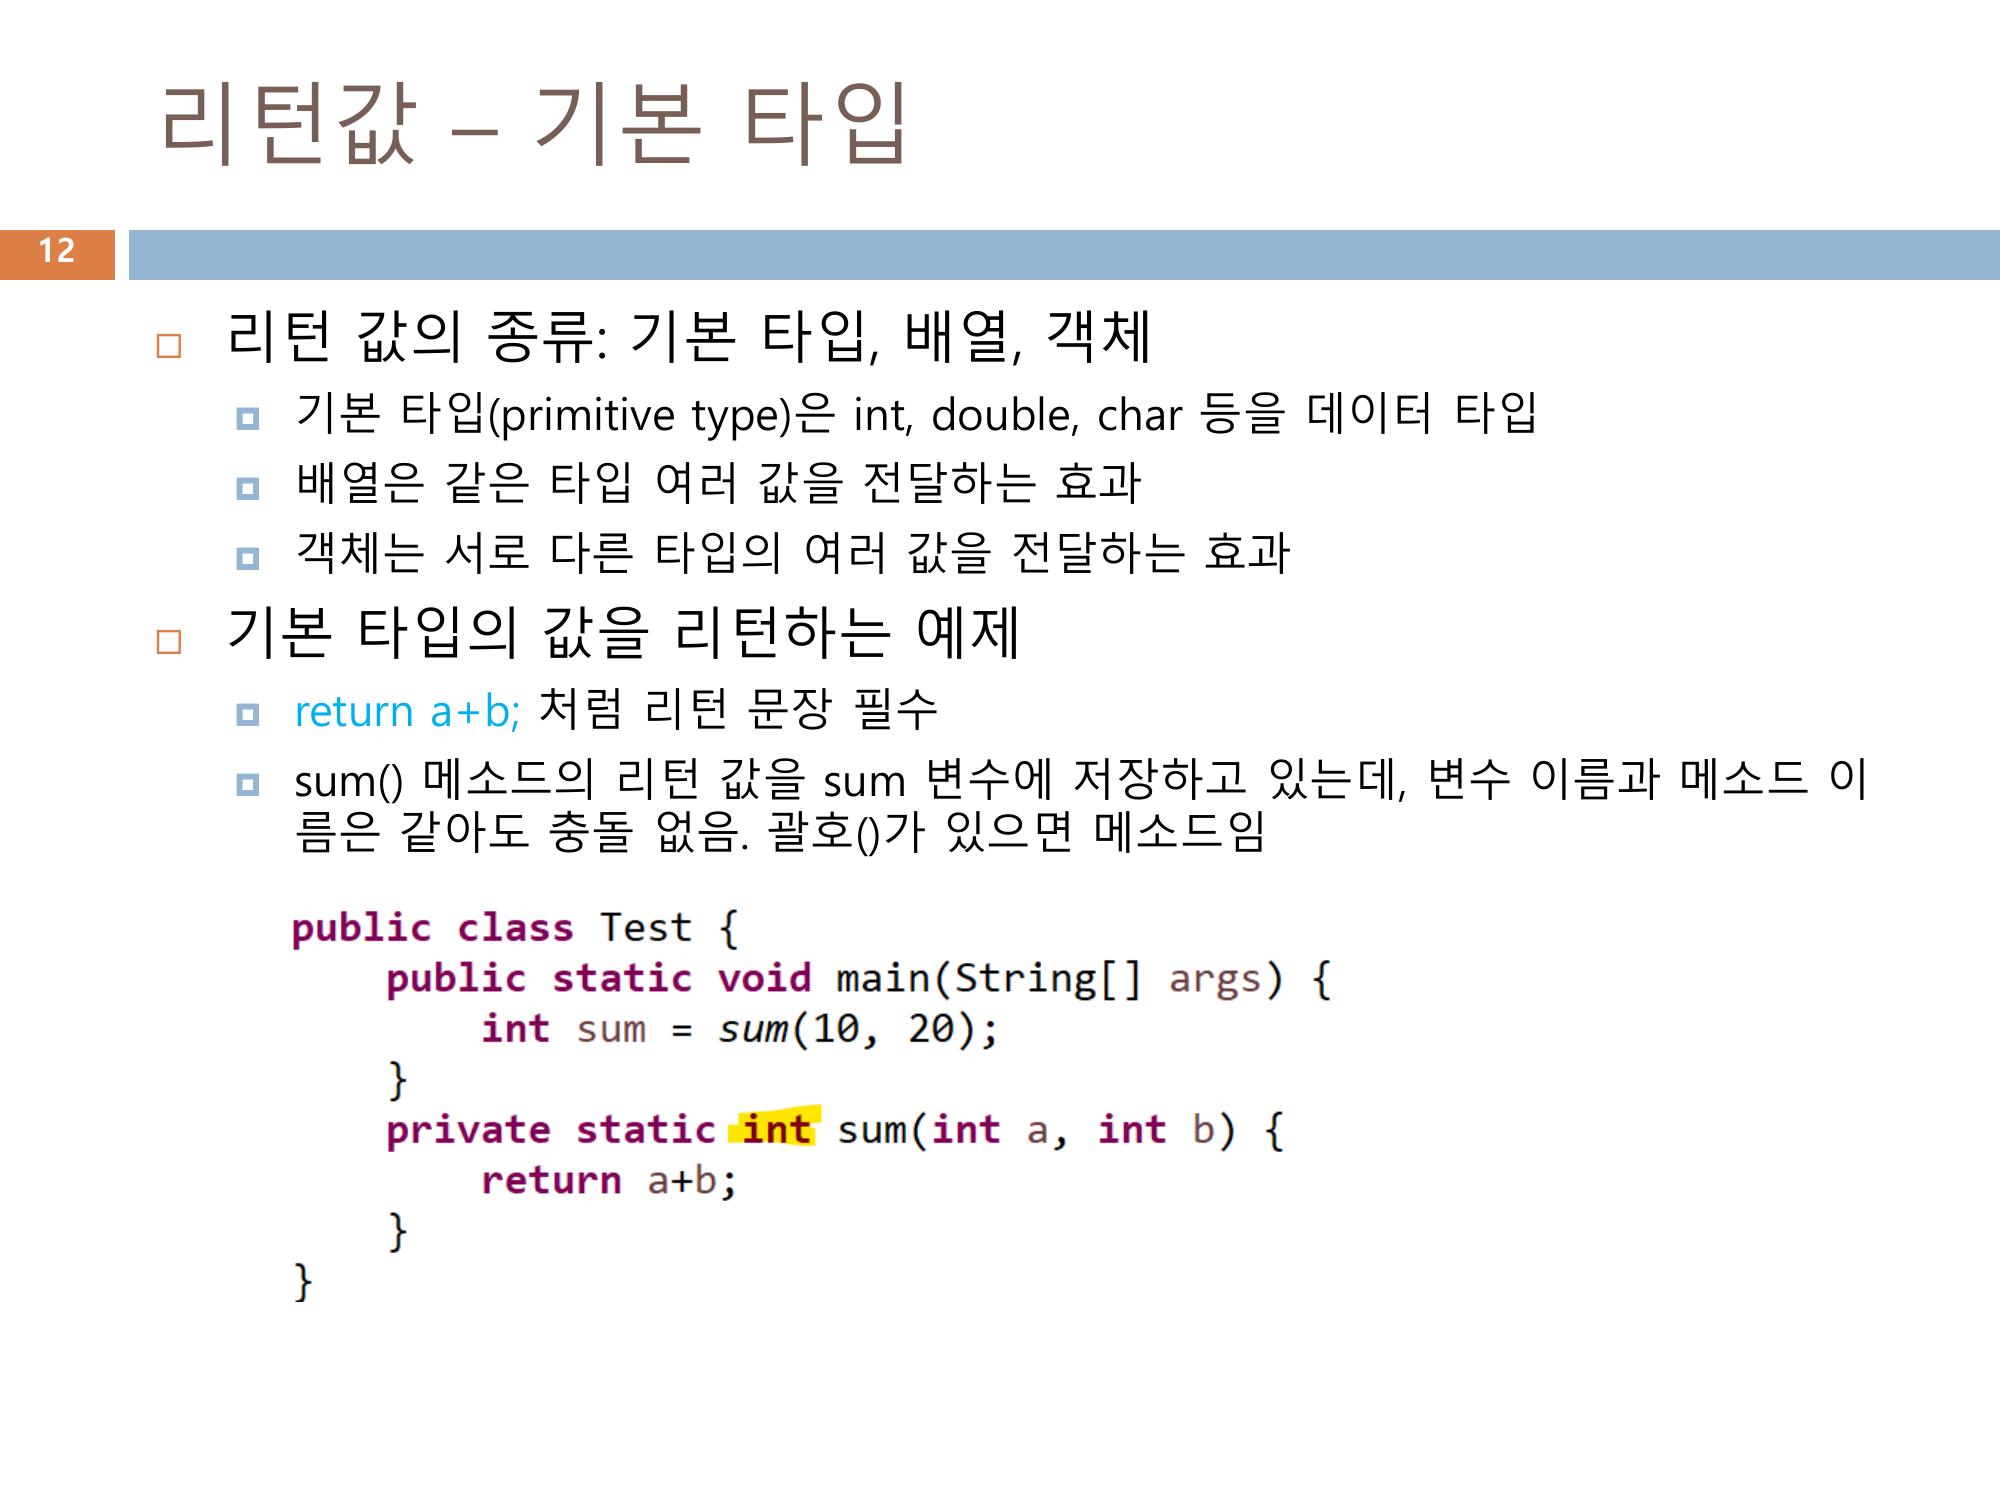 리턴값 – 기본 타입
12
리턴 값의 종류: 기본 타입, 배열, 객체
기본 타입(primitive type)은 int, double, char 등을 데이터 타입
배열은 같은 타입 여러 값을 전달하는 효과
객체는 서로 다른 타입의 여러 값을 전달하는 효과
기본 타입의 값을 리턴하는 예제
return a+b; 처럼 리턴 문장 필수
sum() 메소드의 리턴 값을 sum 변수에 저장하고 있는데, 변수 이름과 메소드 이
름은 같아도 충돌 없음. 괄호()가 있으면 메소드임
public class Test {
public static void main(String[] args) {
int sum = sum(10, 20);
}
private static int sum(int a, int b) {
return a+b;
}
}